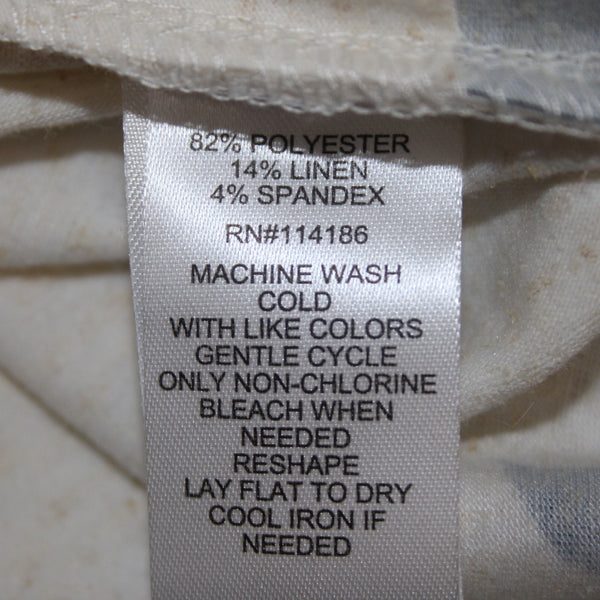 82% POLYESTER
14% LINEN
4% SPANDEX
RN#114186
MACHINE WASH
COLD
WITH LIKE COLORS
GENTLE CYCLE
ONLY NON-CHLORINE
BLEACH WHEN
NEEDED
RESHAPE
LAY FLAT TO DRY
COOL IRON IF
NEEDED